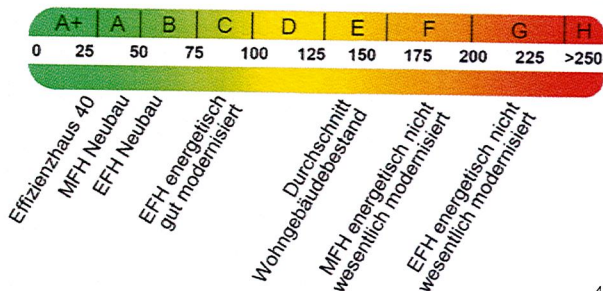 A+ A B C D E F G H
0 25 50 75 100 125 150 175 200 225 >250
Effizienzhaus 40
MFH Neubau
EFH Neubau
EFH energetisch
gut modernisiert
Durchschnitt
Wohngebäudebestand
MFH energetisch nicht
wesentlich modernisiert
EFH energetisch nicht
wesentlich modernisiert
4